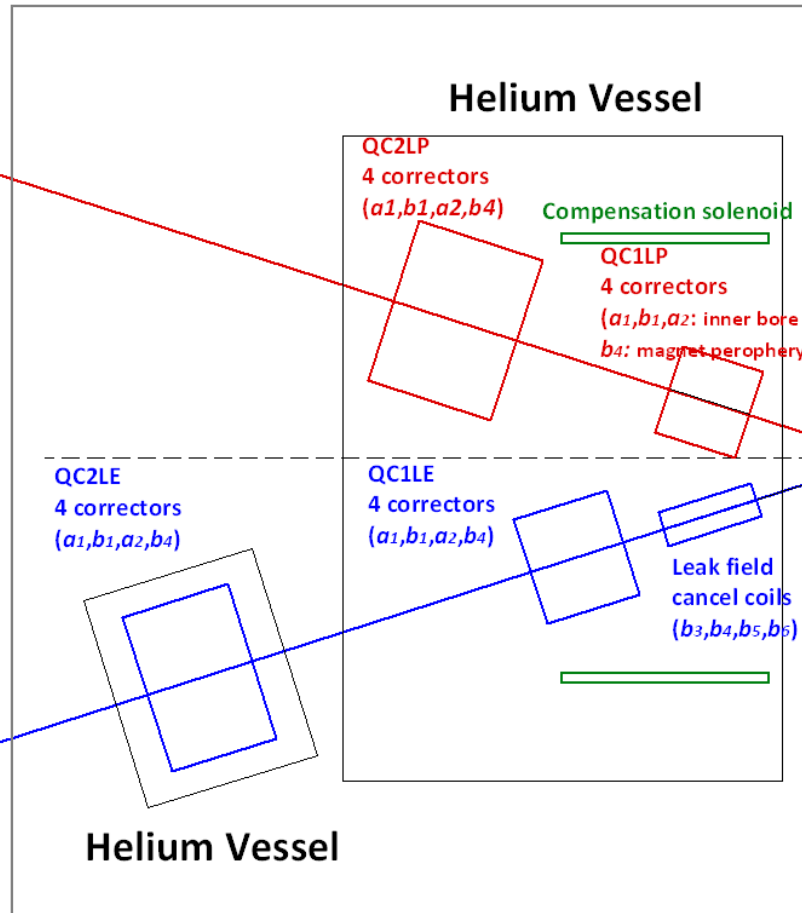 Helium Vessel
QC2LP
4 correctors
(a1,b1,a2,b4)
Compensation solenoid
QC1LP
4 correctors
(a1,b1,a2: inner bore
b4: magnet perophery
QC2LE
4 correctors
(a1,b1,a2,b4)
QC1LE
4 correctors
(a1,b1,a2,b4)
Leak field
cancel coils
(b3,b4,b5,b6)
Helium Vessel